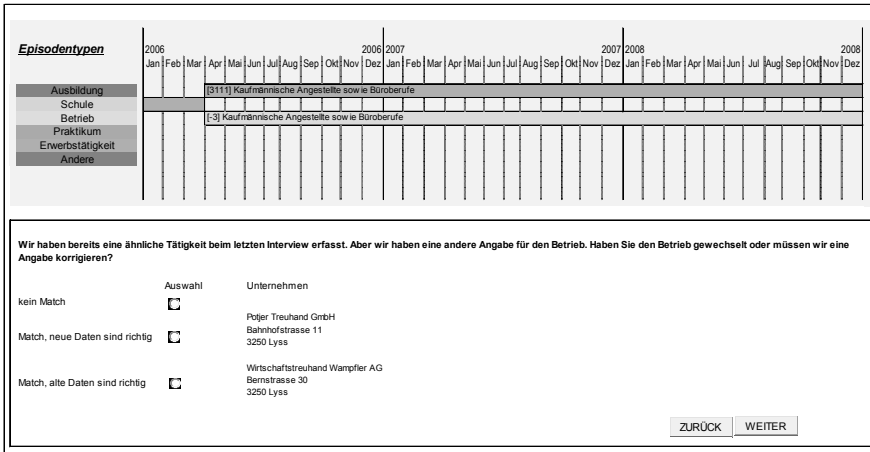 Episodentypen
2006 2006 2007 2007 2008 2008
Jan Feb Mar Apr Mai Jun Jul Aug Sep Okt Nov Dez Jan Feb Mar Apr Mai Jun Jul Aug Sep Okt Nov Dez Jan Feb Mar Apr Mai Jun Jul Aug Sep Okt Nov Dez
Ausbildung [3111] Kaufmännische Angestellte sowie Büroberufe
Schule
Betrieb [-3] Kaufmännische Angestellte sowie Büroberufe
Praktikum
Erwerbstätigkeit
Andere
Wir haben bereits eine ähnliche Tätigkeit beim letzten Interview erfasst. Aber wir haben eine andere Angabe für den Betrieb. Haben Sie den Betrieb gewechselt oder müssen wir eine
Angabe korrigieren?
Auswahl Unternehmen
kein Match
Potjer Treuhand GmbH
Match, neue Daten sind richtig Bahnhofstrasse 11
3250 Lyss
Wirtschaftstreuhand Wampfler AG
Match, alte Daten sind richtig Bernstrasse 30
3250 Lyss
ZURÜCK WEITER